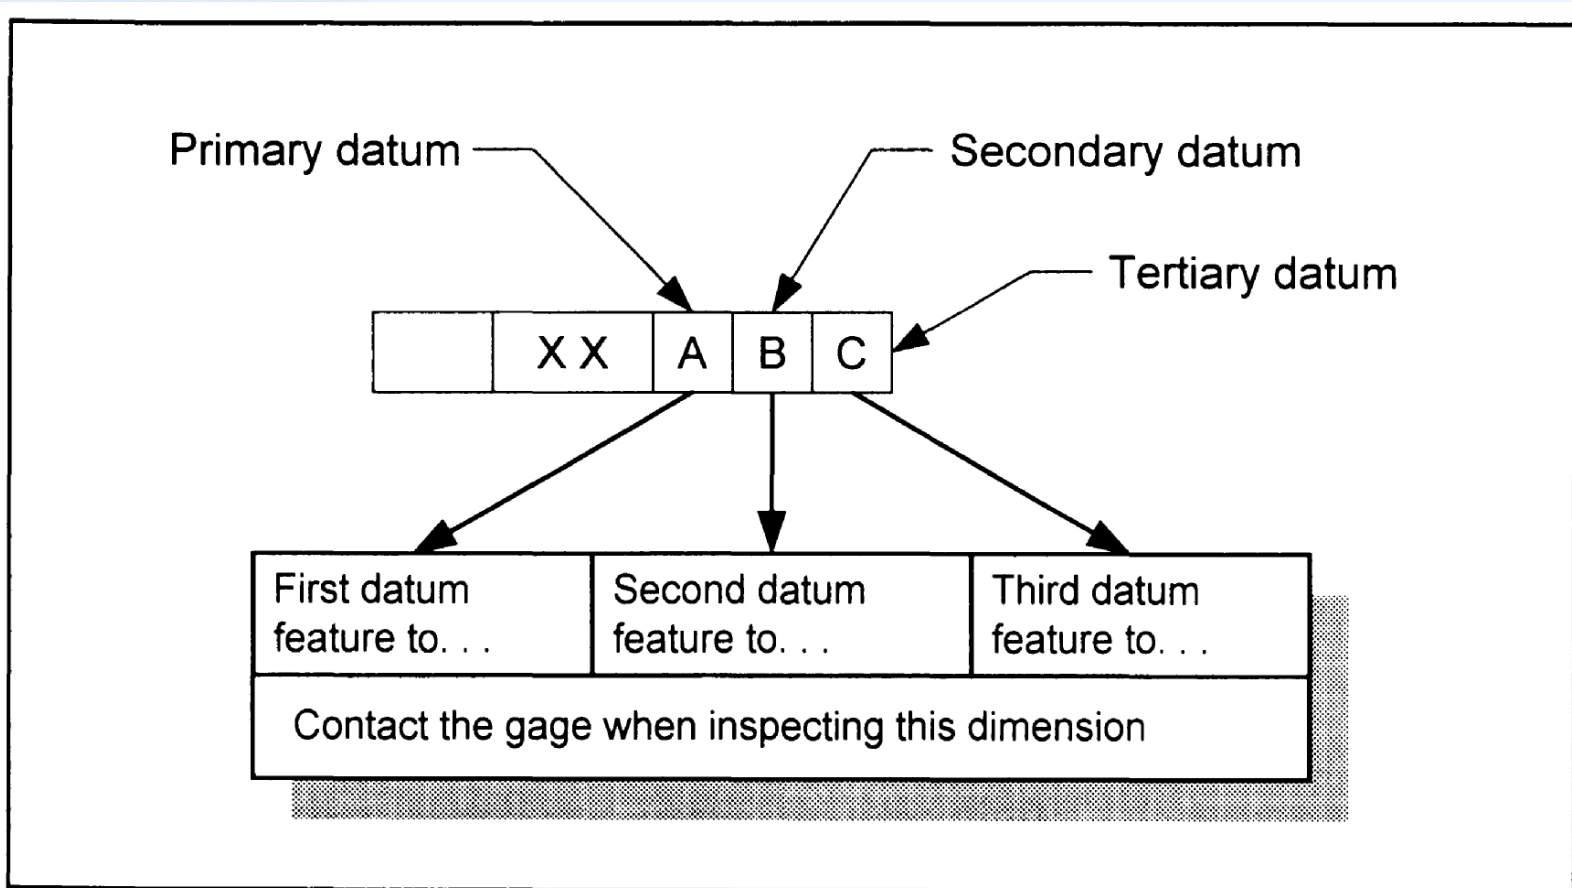 Primary datum
Secondary datum
Tertiary datum
X X A B C
First datum
feature to. . .
Second datum
feature to. . .
Third datum
feature to. . .
Contact the gage when inspecting this dimension